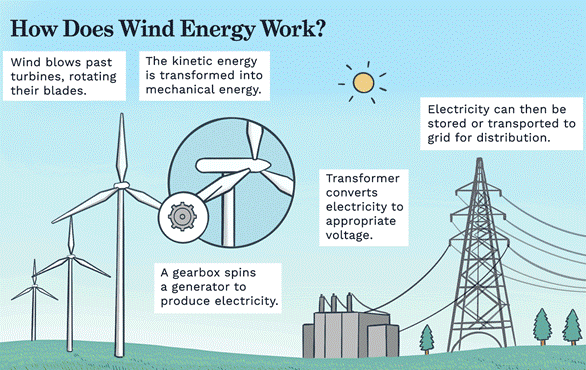 How Does Wind Energy Work?
Wind blows past
turbines, rotating
their blades.
The kinetic energy
is transformed into
mechanical energy.
A gearbox spins
a generator to
produce electricity.
Transformer
converts
electricity to
appropriate
voltage.
Electricity can then be
stored or transported to
grid for distribution.